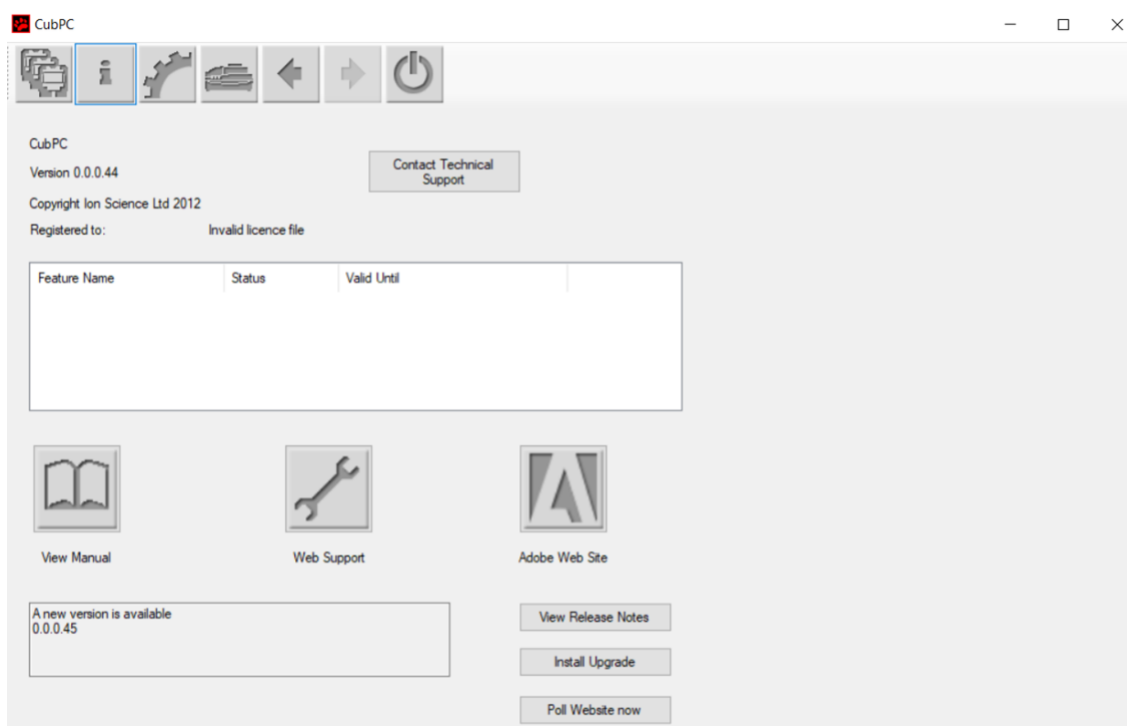 CubPC
i
CubPC
Version 0.0.0.44
Contact Technical
Support
Copyright Ion Science Ltd 2012
Registered to: Invalid licence file
Feature Name Status Valid Until
View Manual Web Support Adobe Web Site
A new version is available
0.0.0.45
View Release Notes
Install Upgrade
Poll Website now